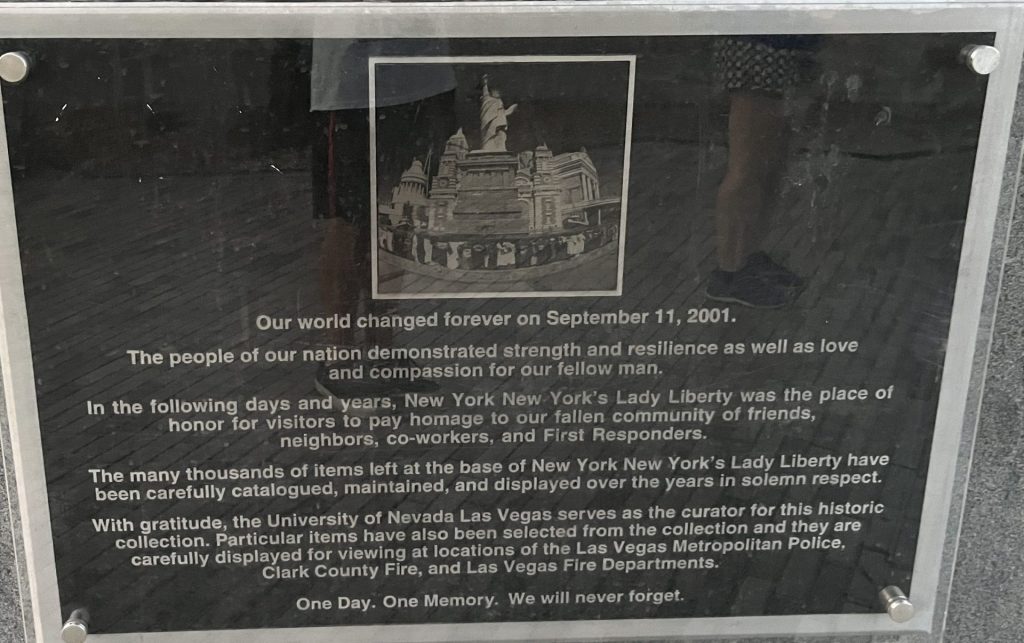 Our world changed forever on September 11, 2001.
The people of our nation demonstrated strength and resilience as well as love
and compassion for our fellow man.
In the following days and years, New York New York's Lady Liberty was the place of
honor for visitors to pay homage to our fallen community of friends,
neighbors, co-workers, and First Responders.
The many thousands of items left at the base of New York New York's Lady Liberty have
been carefully catalogued, maintained, and displayed over the years in solemn respect.
With gratitude, the University of Nevada Las Vegas serves as the curator for this historic
collection. Particular items have also been selected from the collection and they are
carefully displayed for viewing at locations of the Las Vegas Metropolitan Police,
Clark County Fire, and Las Vegas Fire Departments.
One Day. One Memory. We will never forget.